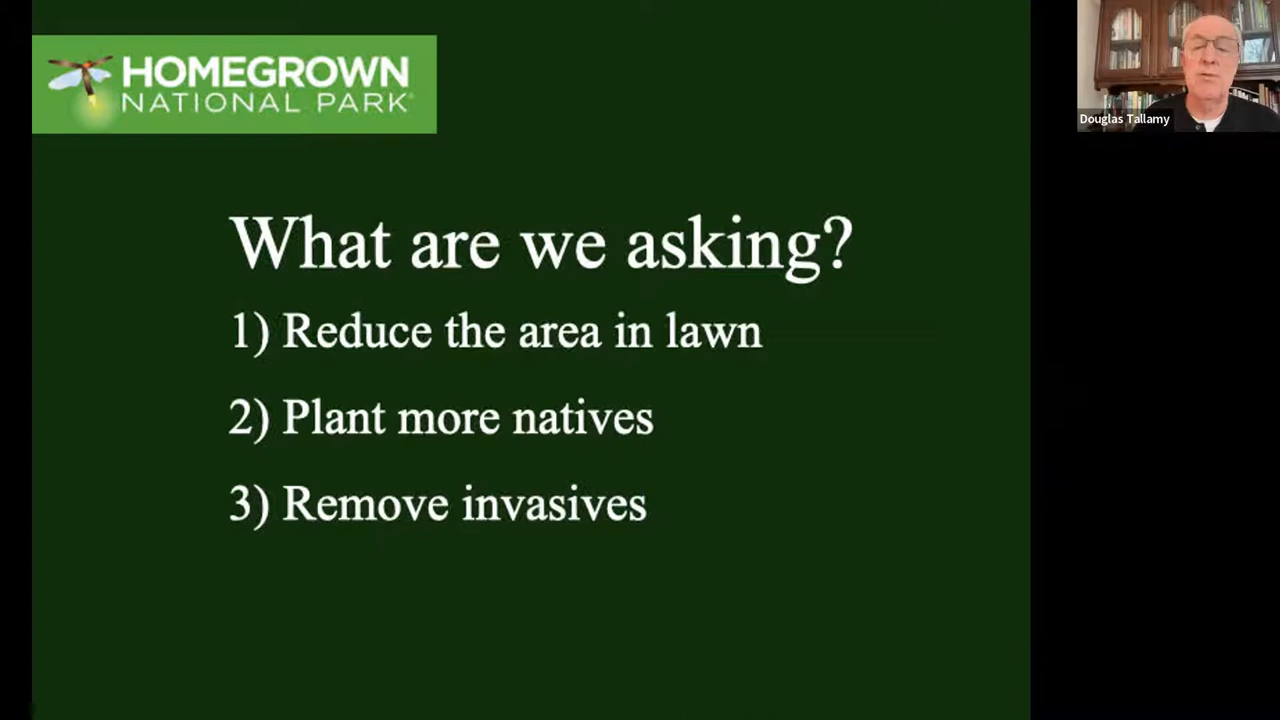 HOMEGROWN
NATIONAL PARK®
Douglas Tallamy
What are we asking?
1) Reduce the area in lawn
2) Plant more natives
3) Remove invasives